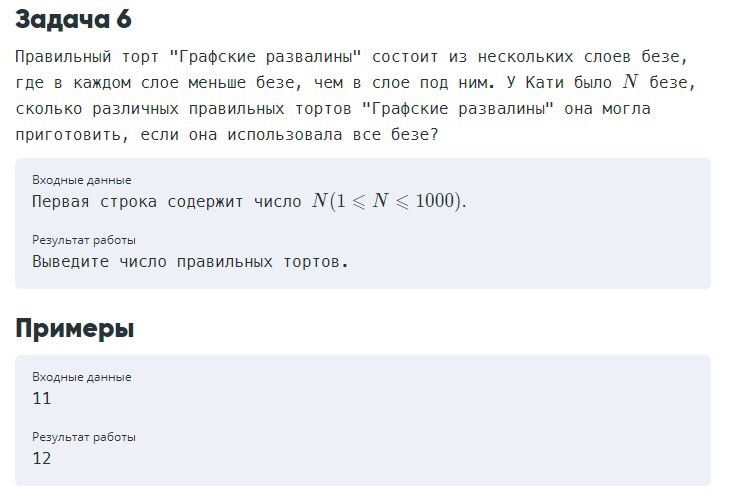 Задача 6
Правильный торт "Графские развалины" состоит из нескольких слоев безе,
где в каждом слое меньше безе, чем в слое под ним. У Кати было N безе,
сколько различных правильных тортов "Графские развалины" она могла
приготовить, если она использовала все безе?
Входные данные
Первая строка содержит число N(1 ⩽ N ⩽ 1000).
Результат работы
Выведите число правильных тортов.
Примеры
Входные данные
11
Результат работы
12